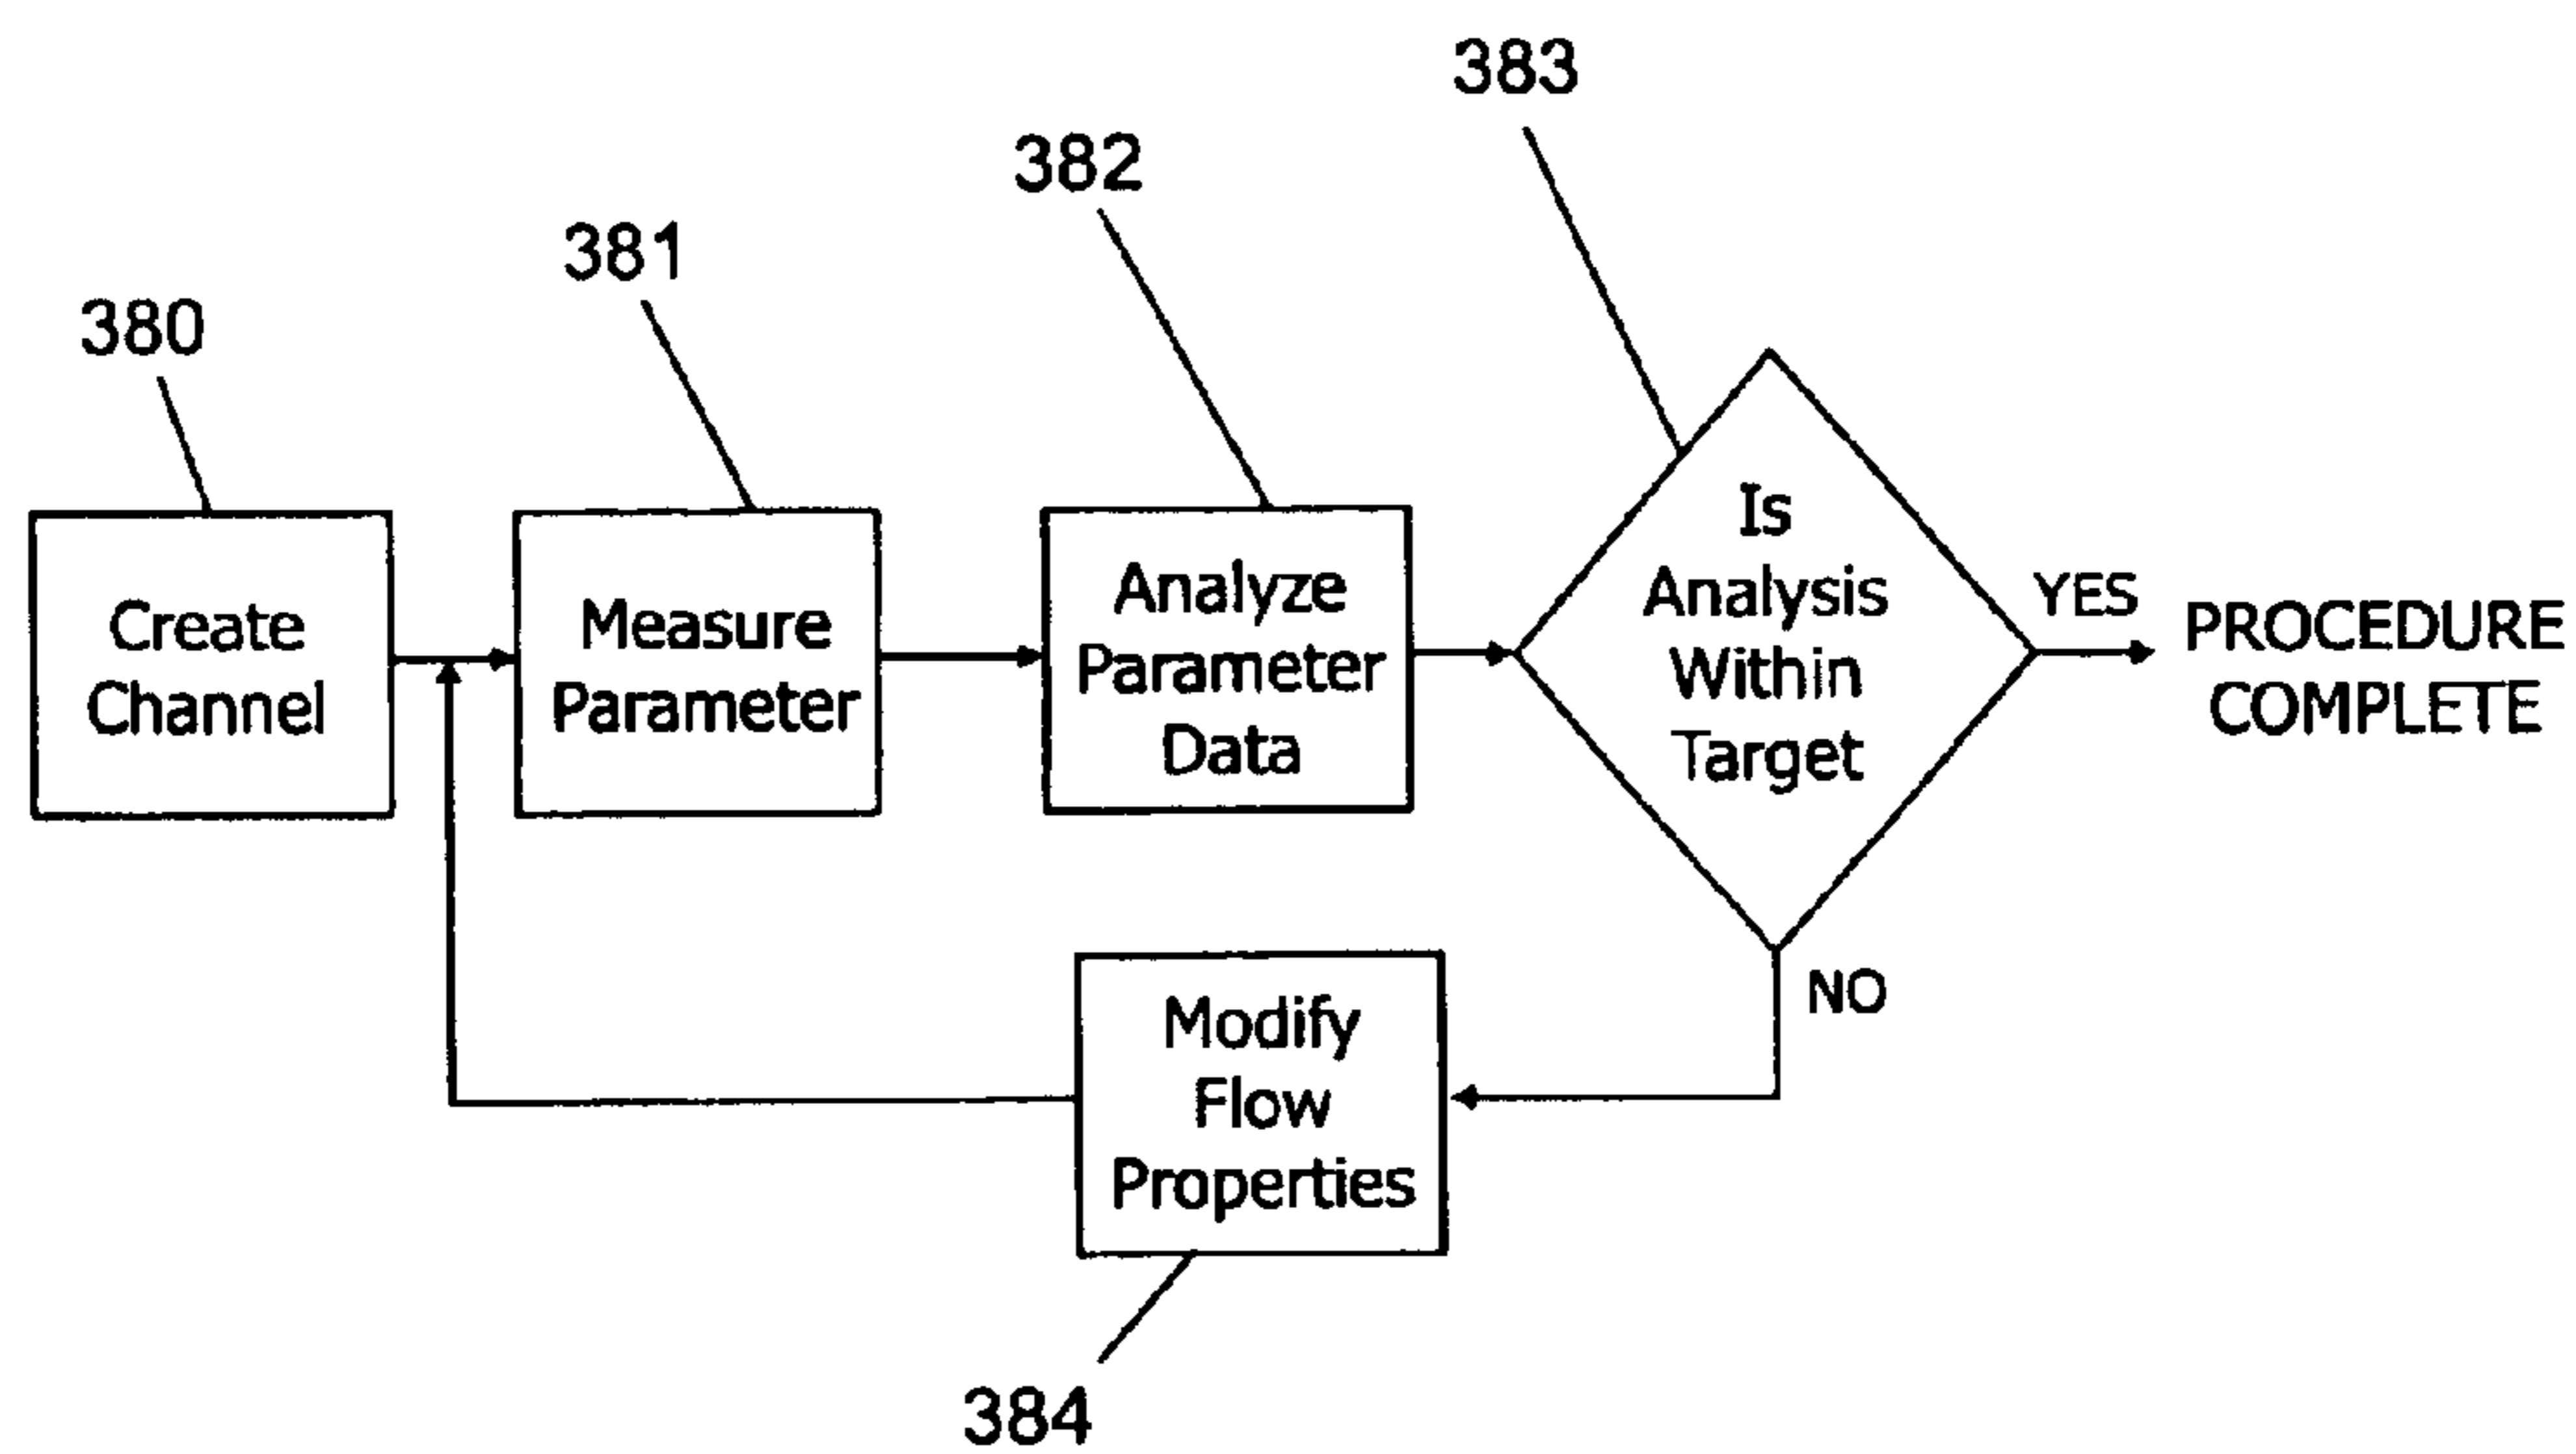 383
382
381
380
Create
Channel
Measure
Parameter
Analyze
Parameter
Data
Is
Analysis
Within
Target
YES
PROCEDURE
COMPLETE
NO
Modify
Flow
Properties
384